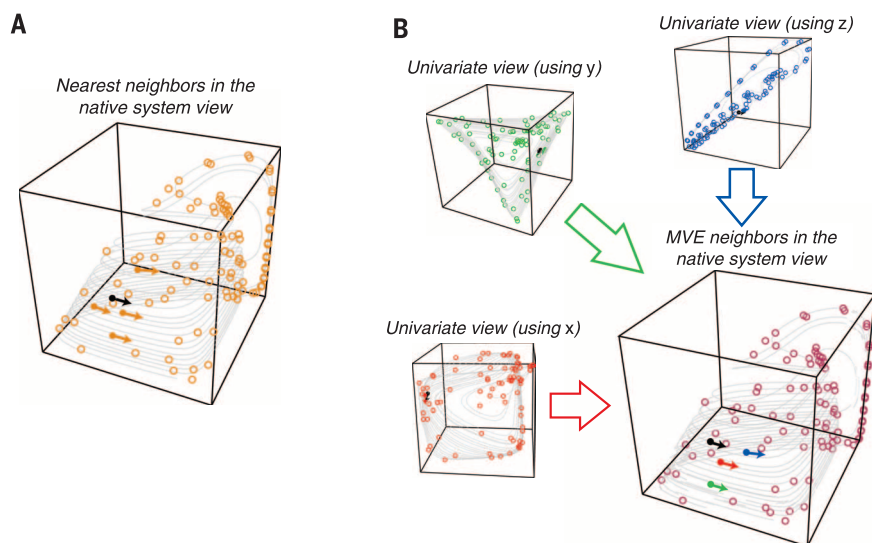 A
Nearest neighbors in the
native system view
B
Univariate view (using y)
Univariate view (using z)
MVE neighbors in the
native system view
Univariate view (using x)